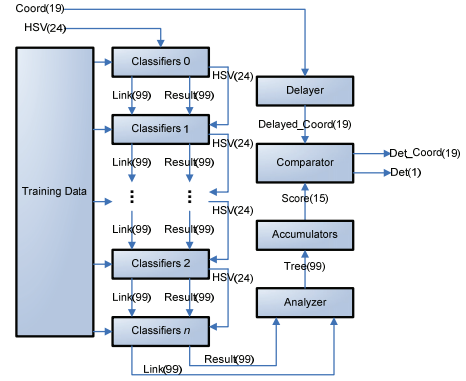 Coord(19)
HSV(24)
Classifiers 0
HSV(24)
Delayer
Link(99)
Result(99)
Delayed_Coord(19)
Classifiers 1
Training Data
HSV(24)
Comparator
Det_Coord(19)
Det(1)
Link(99)
Result(99)
Score(15)
HSV(24)
Accumulators
Link(99)
Result(99)
Tree(99)
Classifiers 2
HSV(24)
Link(99)
Result(99)
Analyzer
Classifiers n
Result(99)
Link(99)